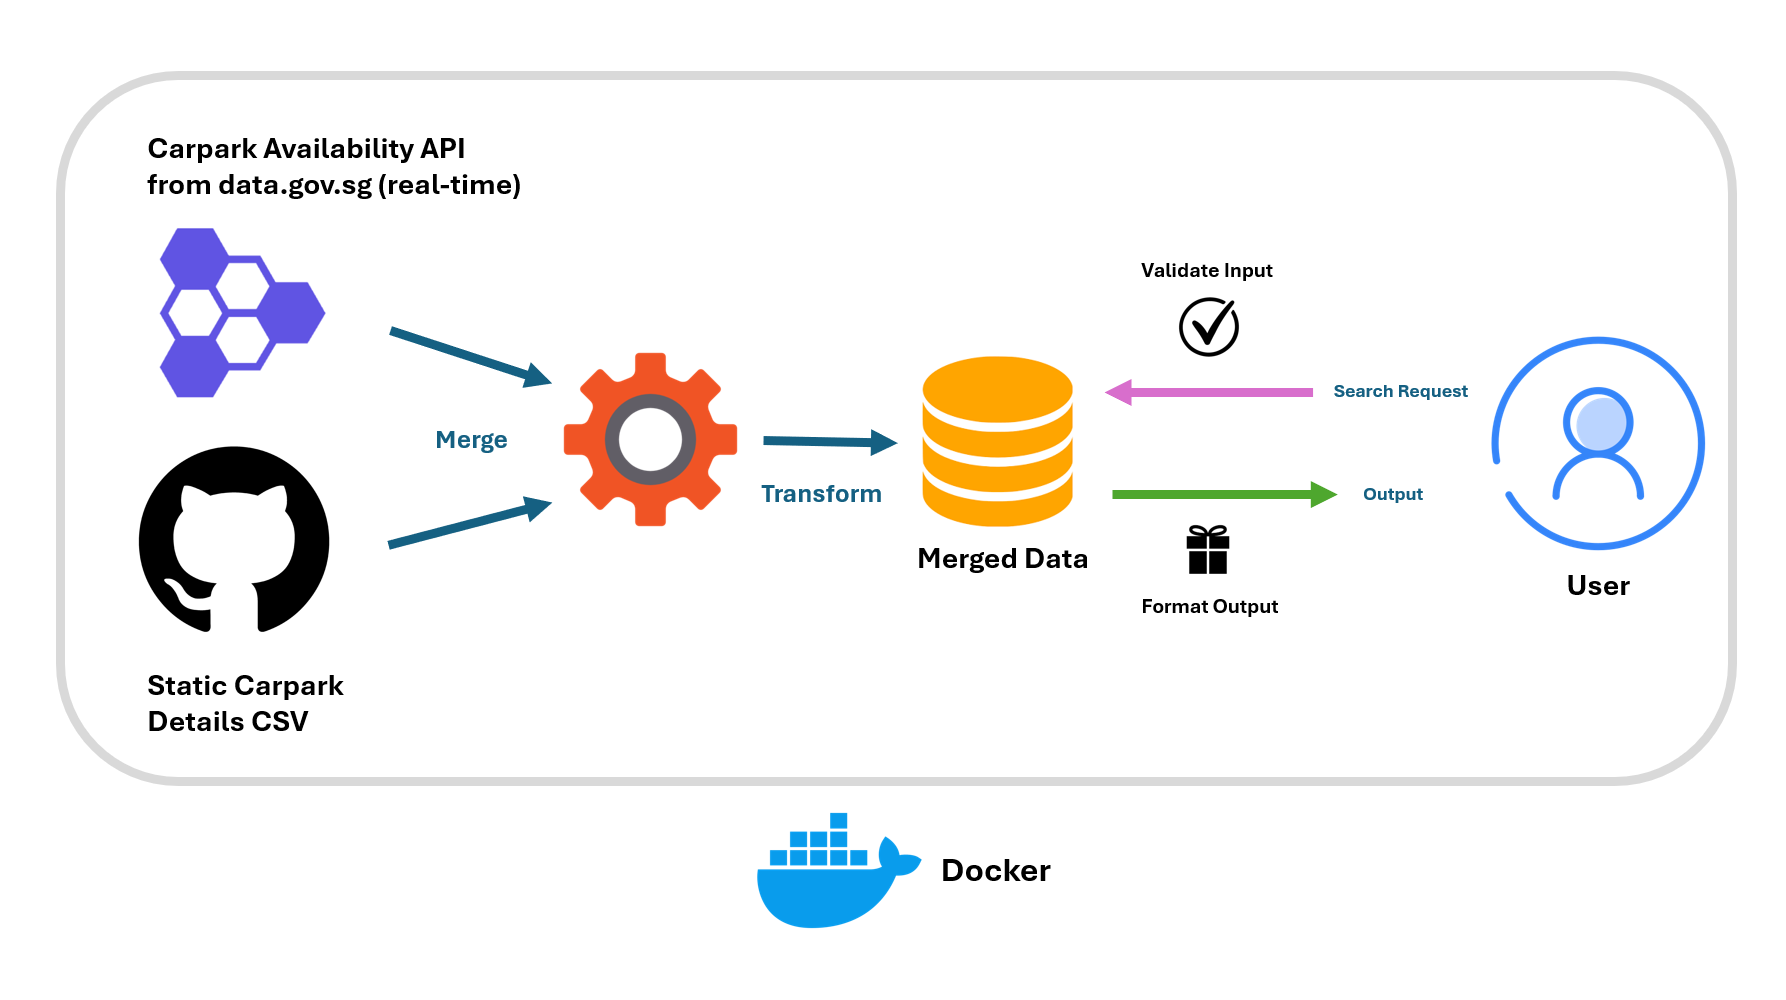 Carpark Availability API
from data.gov.sg (real-time)
Merge
Static Carpark
Details CSV
Transform
Merged Data
Validate Input
Search Request
Output
Format Output
User
Docker